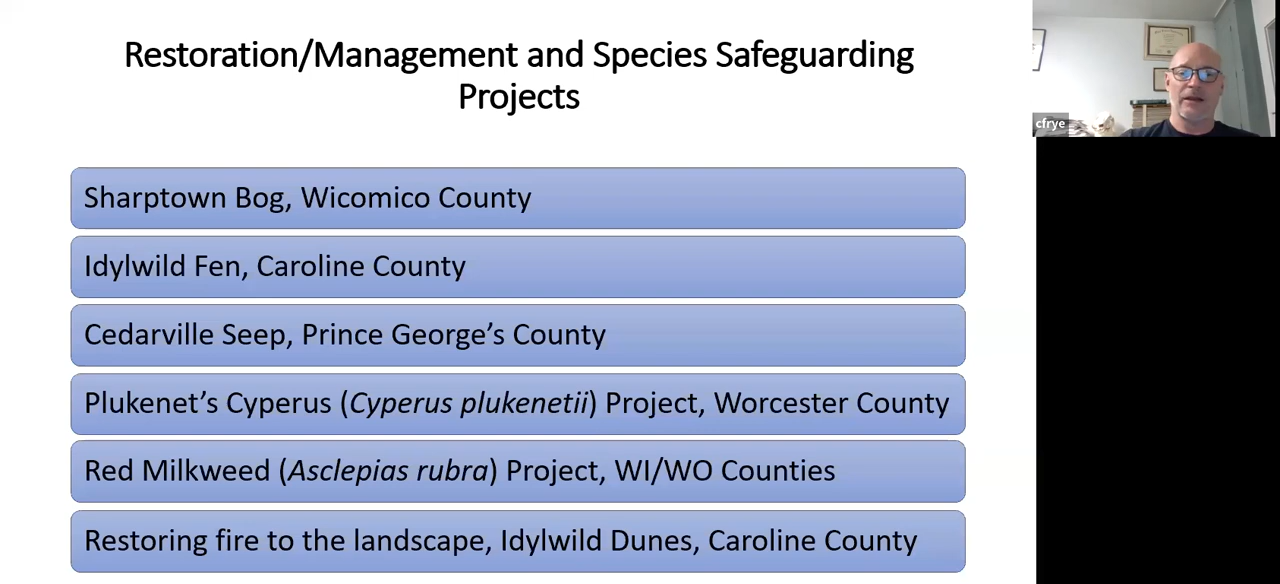 Restoration/Management and Species Safeguarding
Projects
cfrye
Sharptown Bog, Wicomico County
Idylwild Fen, Caroline County
Cedarville Seep, Prince George’s County
Plukenet’s Cyperus (Cyperus plukenetii) Project, Worcester County
Red Milkweed (Asclepias rubra) Project, WI/WO Counties
Restoring fire to the landscape, Idylwild Dunes, Caroline County